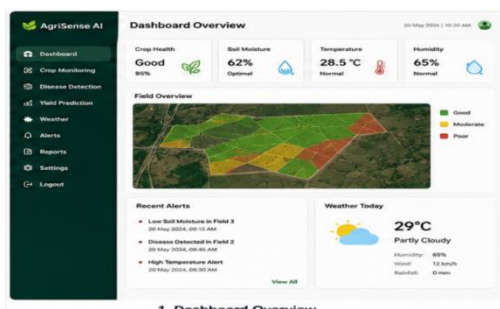 AgriSense AI
Dashboard
Crop Monitoring
Disease Detection
Yield Prediction
Weather
Alerts
Reports
Settings
Logout
Dashboard Overview
20 May 2024 | 10:30 AM
Crop Health
Good
85%
Soil Moisture
62%
Optimal
Temperature
28.5 °C
Normal
Humidity
65%
Normal
Field Overview
Good
Moderate
Poor
Recent Alerts
Low Soil Moisture in Field 3
20 May 2024, 09:15 AM
Disease Detected in Field 2
20 May 2024, 08:45 AM
High Temperature Alert
20 May 2024, 08:30 AM
View All
Weather Today
29°C
Partly Cloudy
Humidity: 65%
Wind: 12 km/h
Rainfall: 0 mm
1. Dashboard Overview